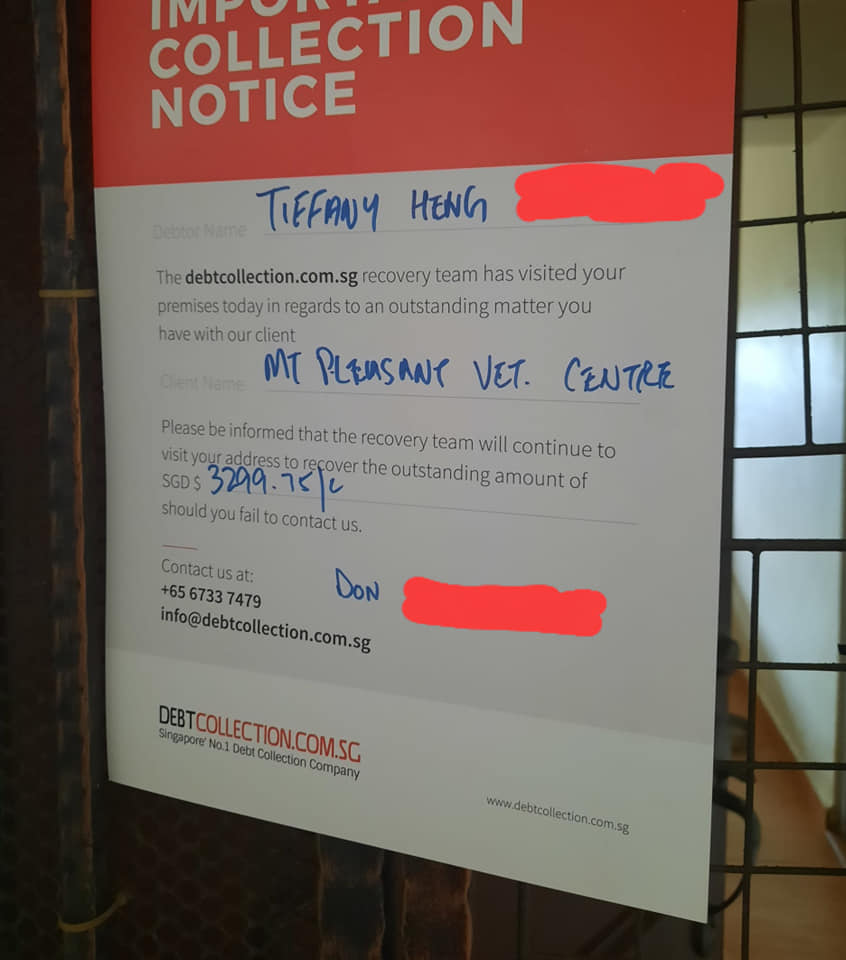 COLLECTION
NOTICE
Debtor Name TIFFANY HENG
The debtcollection.com.sg recovery team has visited your
premises today in regards to an outstanding matter you
have with our client
Client Name MT PLEASANT VET. CENTRE
Please be informed that the recovery team will continue to
visit your address to recover the outstanding amount of
SGD $ 3299.75/c
should you fail to contact us.
Contact us at:
+65 6733 7479
info@debtcollection.com.sg
DON
DEBTCOLLECTION.COM.SG
Singapore' No.1 Debt Collection Company
www.debtcollection.com.sg